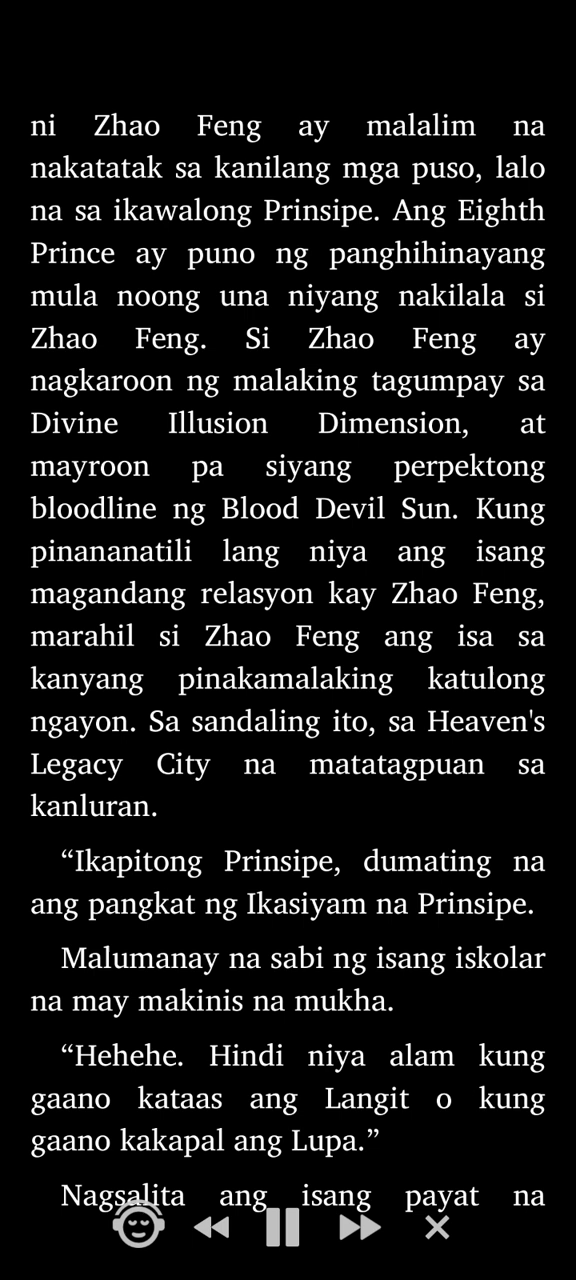 ni Zhao Feng ay malalim na
nakatatak sa kanilang mga puso, lalo
na sa ikawalong Prinsipe. Ang Eighth
Prince ay puno ng panghihinayang
mula noong una niyang nakilala si
Zhao Feng. Si Zhao Feng ay
nagkaroon ng malaking tagumpay sa
Divine Illusion Dimension, at
mayroon pa siyang perpektong
bloodline ng Blood Devil Sun. Kung
pinananatili lang niya ang isang
magandang relasyon kay Zhao Feng,
marahil si Zhao Feng ang isa sa
kanyang pinakamalaking katulong
ngayon. Sa sandaling ito, sa Heaven's
Legacy City na matatagpuan sa
kanluran.
“Ikapitong Prinsipe, dumating na
ang pangkat ng Ikasiyam na Prinsipe.
Malumanay na sabi ng isang iskolar
na may makinis na mukha.
“Hehehe. Hindi niya alam kung
gaano kataas ang Langit o kung
gaano kakapal ang Lupa.”
Nagsalita ang isang payat na